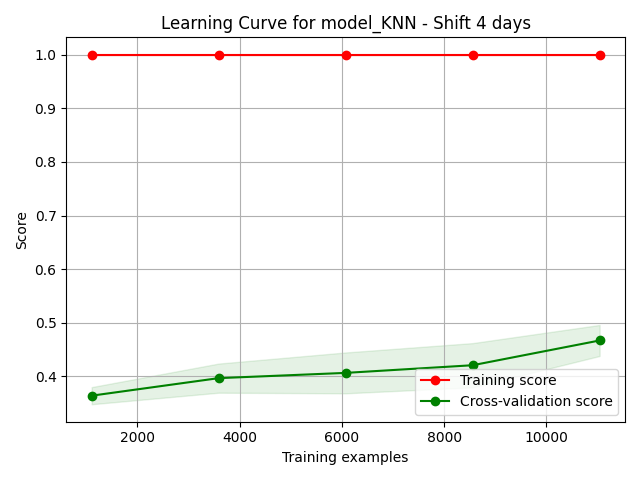 Learning Curve for model_KNN - Shift 4 days
Score
1.0
0.9
0.8
0.7
0.6
0.5
0.4
Training score
Cross-validation score
2000 4000 6000 8000 10000
Training examples